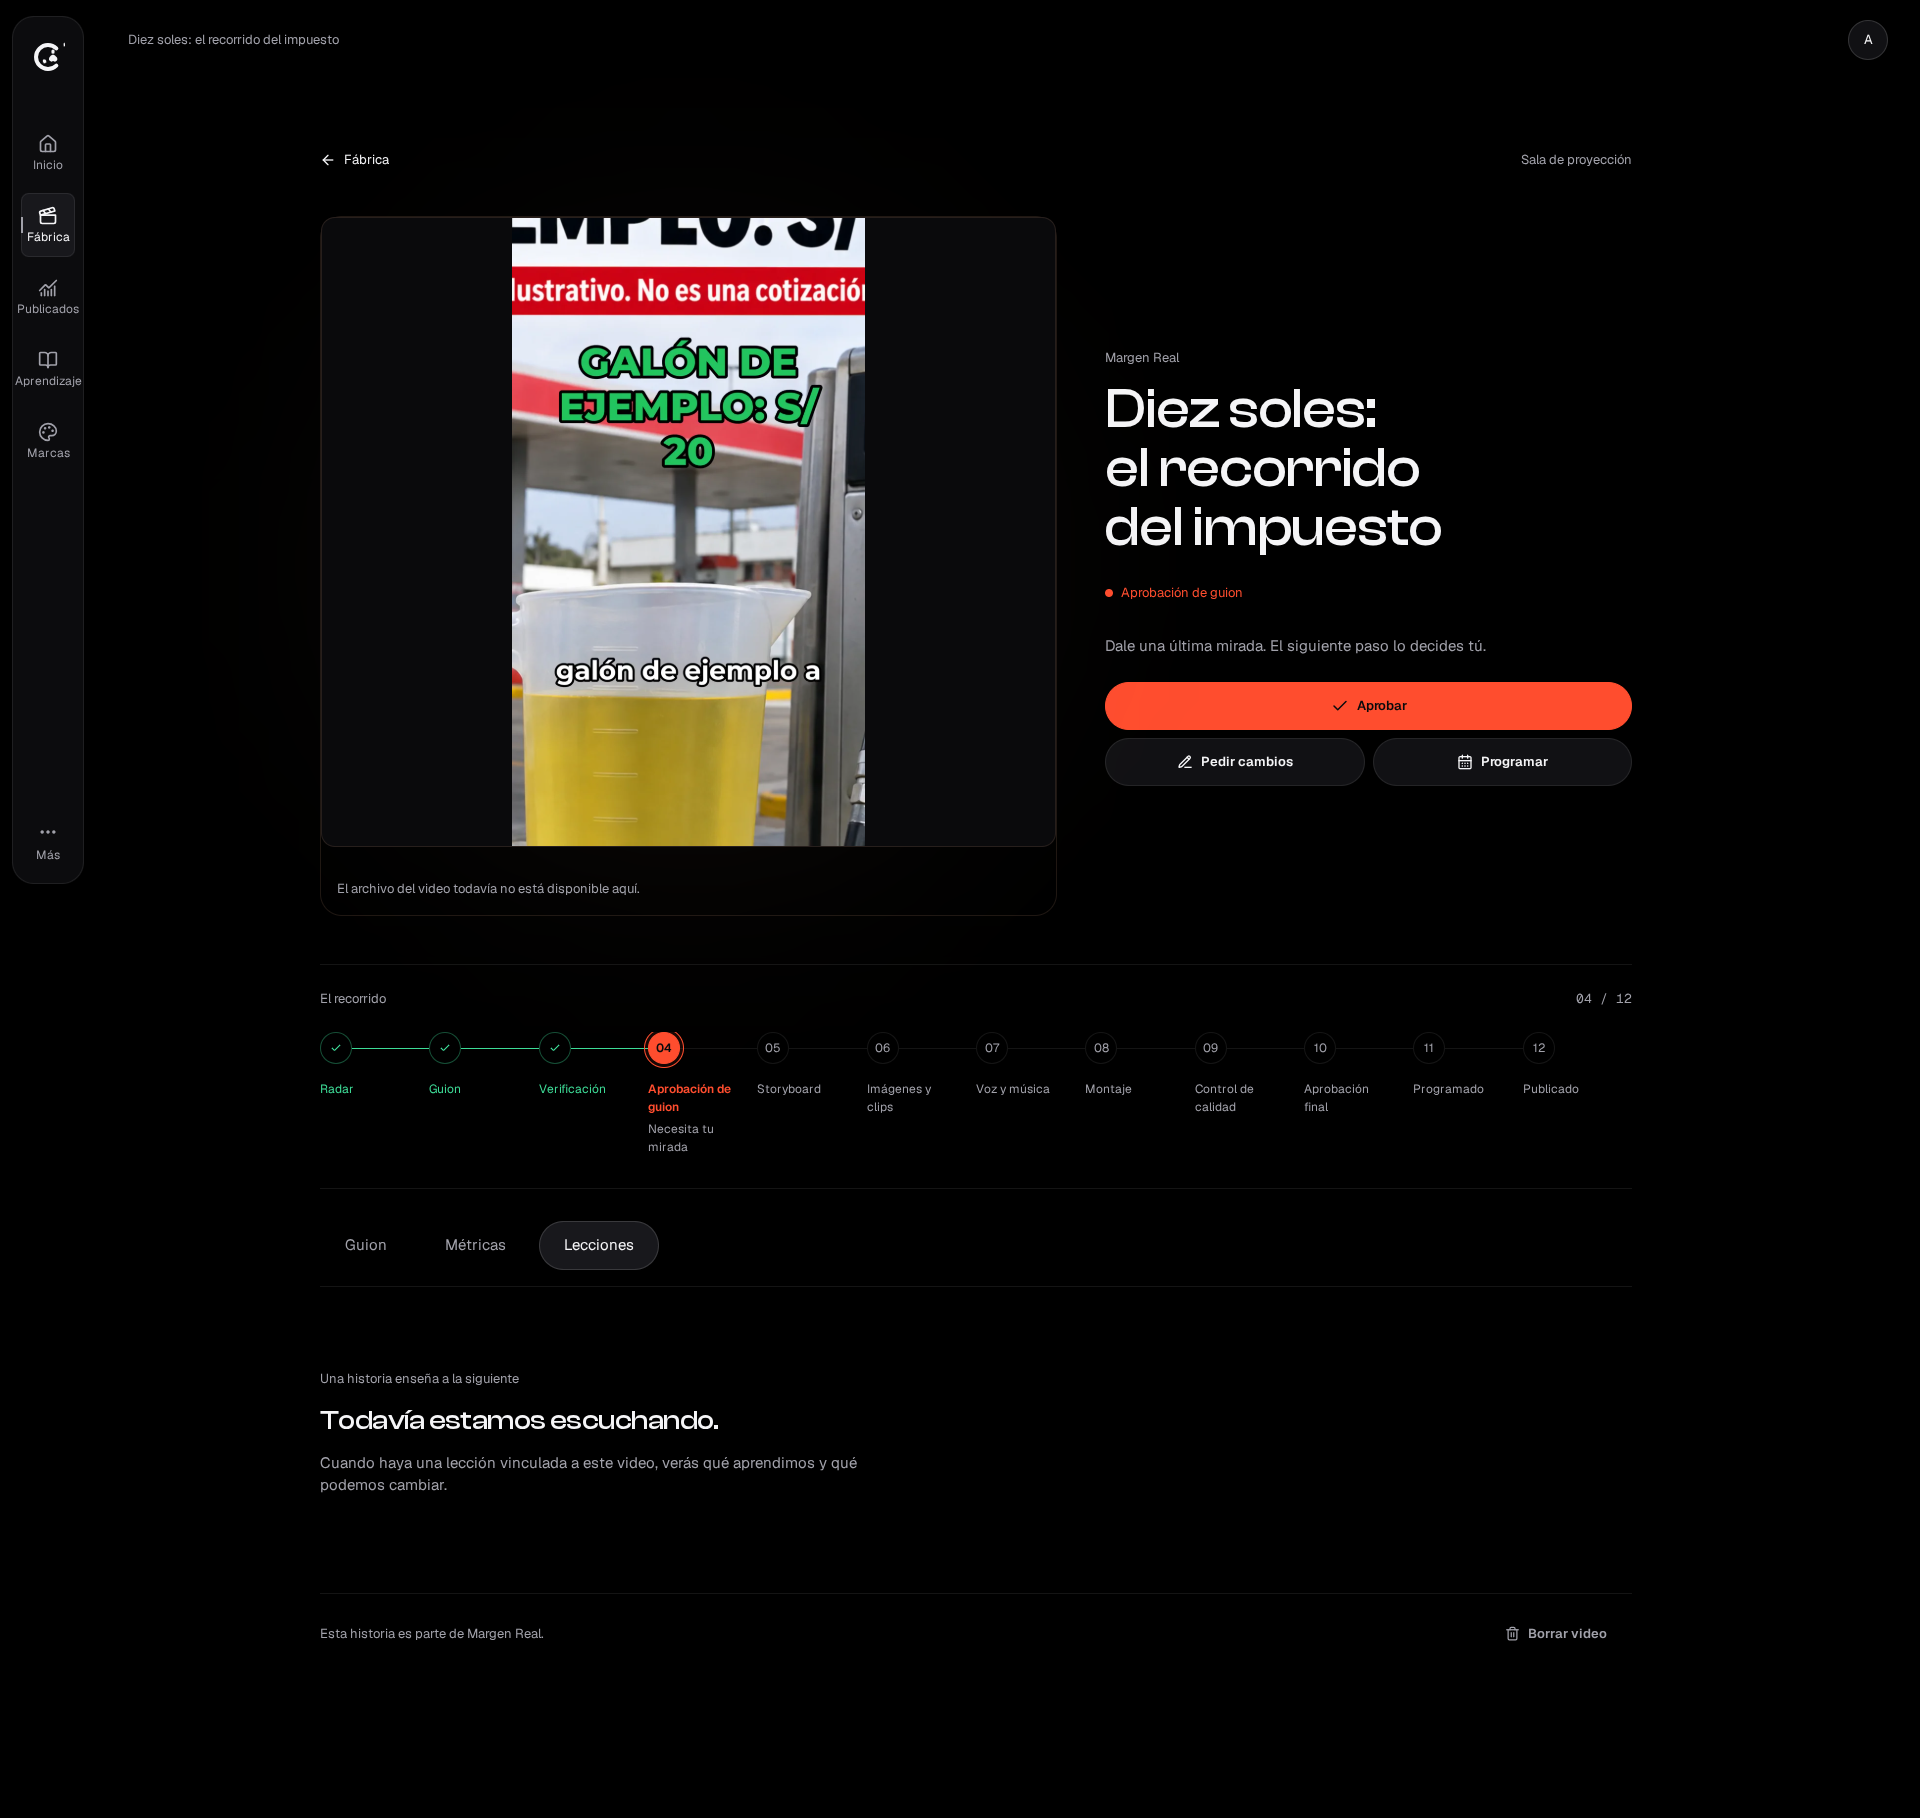 Diez soles: el recorrido del impuesto
A
Inicio
Fábrica
Publicados
Aprendizaje
Marcas
Más
Fábrica
Sala de proyección
EMPLO: S/
lustrativo. No es una cotización
GALÓN DE
EJEMPLO: S/
20
galón de ejemplo a
El archivo del video todavía no está disponible aquí.
Margen Real
Diez soles:
el recorrido
del impuesto
Aprobación de guion
Dale una última mirada. El siguiente paso lo decides tú.
Aprobar
Pedir cambios
Programar
El recorrido
04 / 12
04
05
06
07
08
09
10
11
12
Radar
Guion
Verificación
Aprobación de
guion
Necesita tu
mirada
Storyboard
Imágenes y
clips
Voz y música
Montaje
Control de
calidad
Aprobación
final
Programado
Publicado
Guion
Métricas
Lecciones
Una historia enseña a la siguiente
Todavía estamos escuchando.
Cuando haya una lección vinculada a este video, verás qué aprendimos y qué
podemos cambiar.
Esta historia es parte de Margen Real.
Borrar video